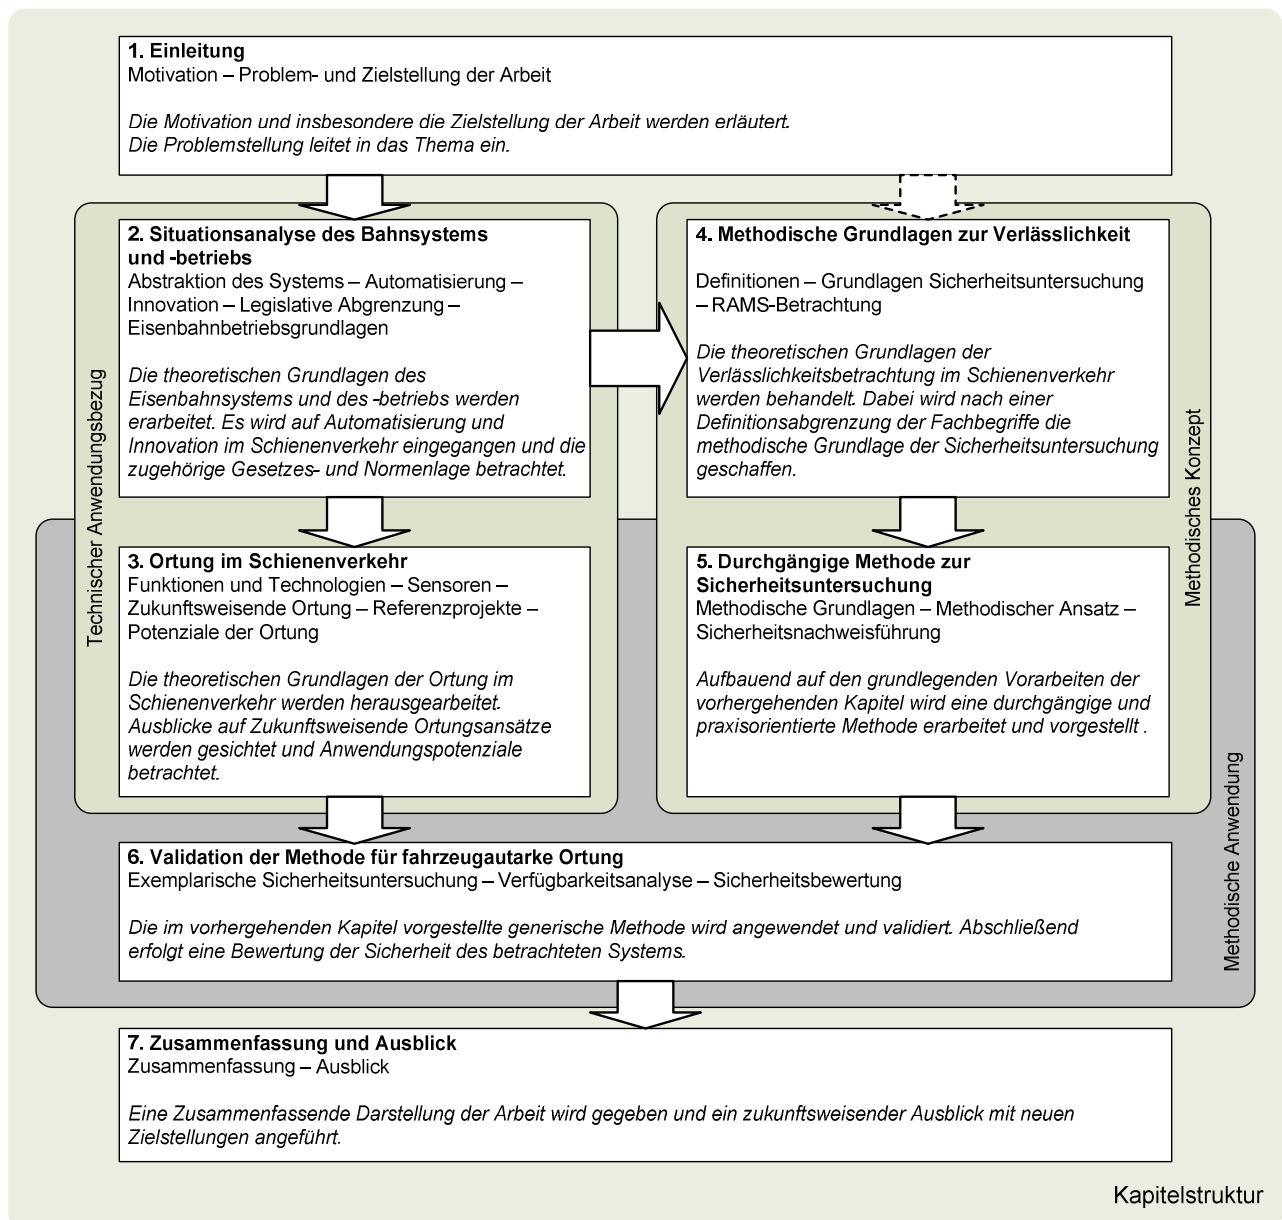 1. Einleitung
Motivation – Problem- und Zielstellung der Arbeit
Die Motivation und insbesondere die Zielstellung der Arbeit werden erläutert.
Die Problemstellung leitet in das Thema ein.
Technischer Anwendungsbezug
2. Situationsanalyse des Bahnsystems
und -betriebs
Abstraktion des Systems – Automatisierung –
Innovation – Legislative Abgrenzung –
Eisenbahnbetriebsgrundlagen
Die theoretischen Grundlagen des
Eisenbahnsystems und des -betriebs werden
erarbeitet. Es wird auf Automatisierung und
Innovation im Schienenverkehr eingegangen und die
zugehörige Gesetzes- und Normenlage betrachtet.
3. Ortung im Schienenverkehr
Funktionen und Technologien – Sensoren –
Zukunftsweisende Ortung – Referenzprojekte –
Potenziale der Ortung
Die theoretischen Grundlagen der Ortung im
Schienenverkehr werden herausgearbeitet.
Ausblicke auf Zukunftsweisende Ortungsansätze
werden gesichtet und Anwendungspotenziale
betrachtet.
Methodisches Konzept
4. Methodische Grundlagen zur Verlässlichkeit
Definitionen – Grundlagen Sicherheitsuntersuchung
– RAMS-Betrachtung
Die theoretischen Grundlagen der
Verlässlichkeitsbetrachtung im Schienenverkehr
werden behandelt. Dabei wird nach einer
Definitionsabgrenzung der Fachbegriffe die
methodische Grundlage der Sicherheitsuntersuchung
geschaffen.
5. Durchgängige Methode zur
Sicherheitsuntersuchung
Methodische Grundlagen – Methodischer Ansatz –
Sicherheitsnachweisführung
Aufbauend auf den grundlegenden Vorarbeiten der
vorhergehenden Kapitel wird eine durchgängige und
praxisorientierte Methode erarbeitet und vorgestellt .
Methodische Anwendung
6. Validation der Methode für fahrzeugautarke Ortung
Exemplarische Sicherheitsuntersuchung – Verfügbarkeitsanalyse – Sicherheitsbewertung
Die im vorhergehenden Kapitel vorgestellte generische Methode wird angewendet und validiert. Abschließend
erfolgt eine Bewertung der Sicherheit des betrachteten Systems.
7. Zusammenfassung und Ausblick
Zusammenfassung – Ausblick
Eine Zusammenfassende Darstellung der Arbeit wird gegeben und ein zukunftsweisender Ausblick mit neuen
Zielstellungen angeführt.
Kapitelstruktur